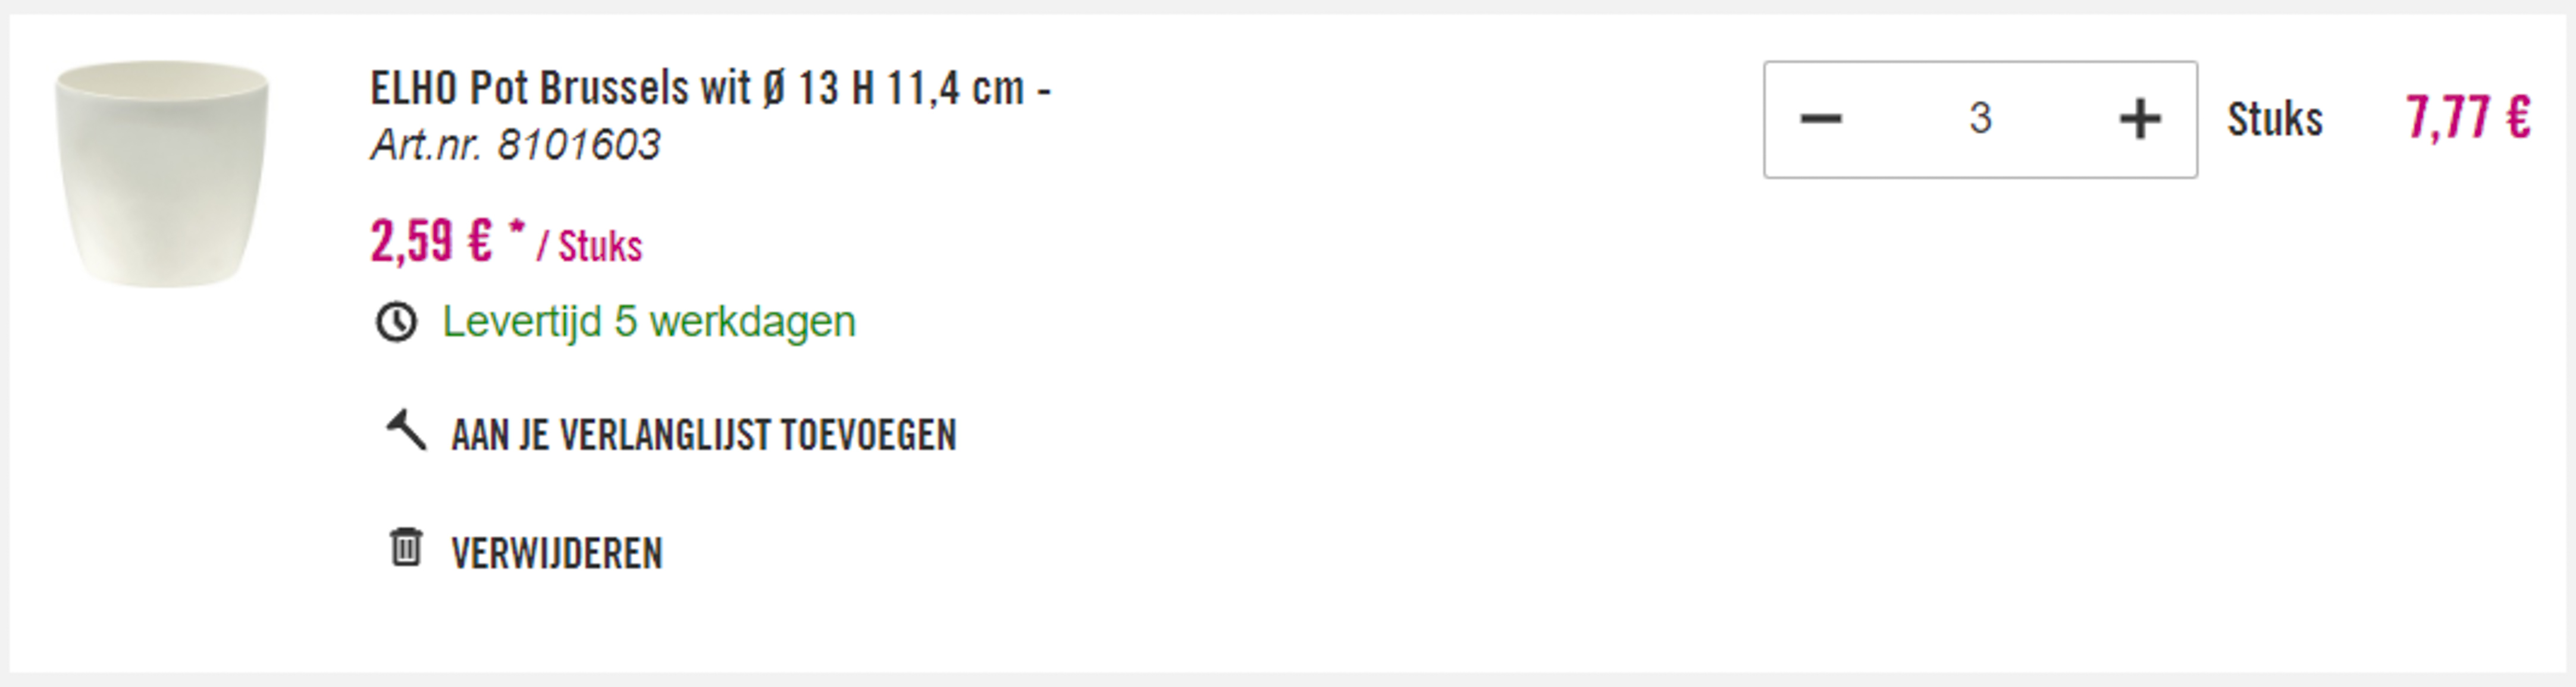 ELHO Pot Brussels wit Ø 13 H 11,4 cm -
Art.nr. 8101603
2,59 € * / Stuks
Levertijd 5 werkdagen
AAN JE VERLANGLIJST TOEVOEGEN
VERWIJDEREN
− 3 + Stuks 7,77 €